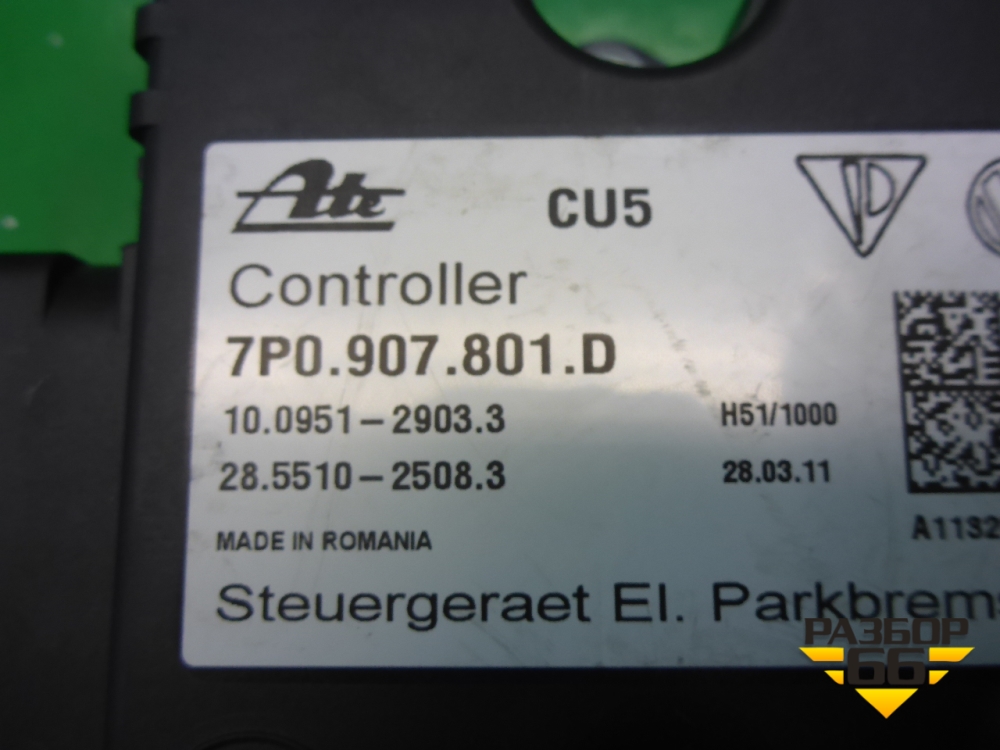 Ate CU5
Controller
7P0.907.801.D
10.0951-2903.3 H51/1000
28.5510-2508.3 28.03.11
MADE IN ROMANIA
Steuergeraet El. Parkbrem
РАЗБОР
66